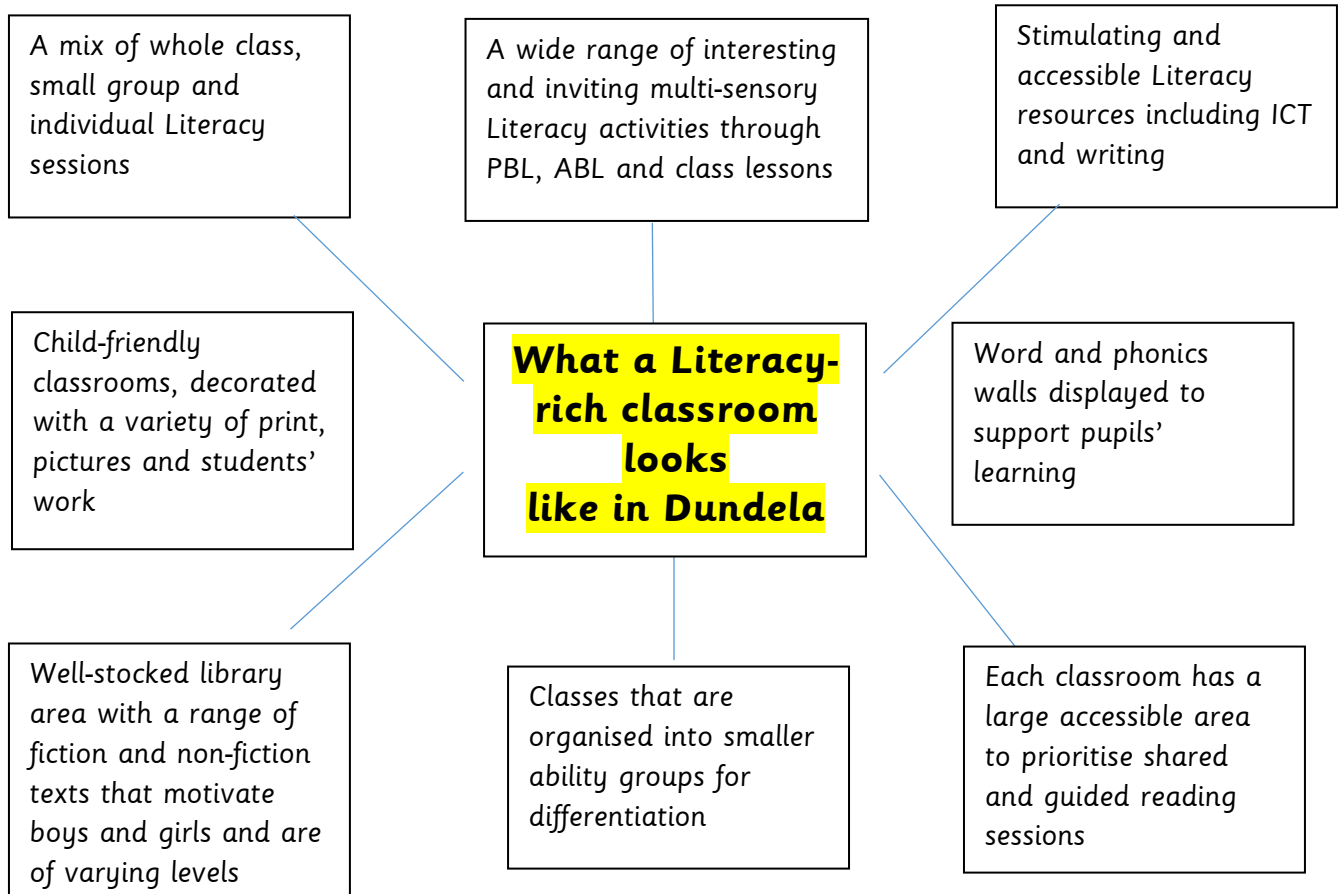 A mix of whole class,
small group and
individual Literacy
sessions
A wide range of interesting
and inviting multi-sensory
Literacy activities through
PBL, ABL and class lessons
Stimulating and
accessible Literacy
resources including ICT
and writing
Child-friendly
classrooms, decorated
with a variety of print,
pictures and students’
work
What a Literacy-
rich classroom
looks
like in Dundela
Word and phonics
walls displayed to
support pupils’
learning
Well-stocked library
area with a range of
fiction and non-fiction
texts that motivate
boys and girls and are
of varying levels
Classes that are
organised into smaller
ability groups for
differentiation
Each classroom has a
large accessible area
to prioritise shared
and guided reading
sessions